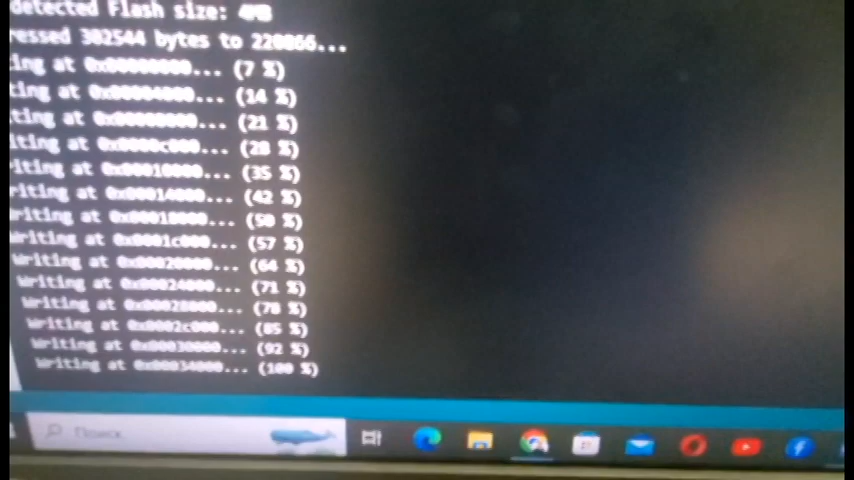 detected Flash size: 4MB
ressed 302544 bytes to 220866...
ting at 0x00000000... (7 %)
ting at 0x00004000... (14 %)
ting at 0x00008000... (21 %)
iting at 0x0000c000... (28 %)
riting at 0x00010000... (35 %)
riting at 0x00014000... (42 %)
riting at 0x00018000... (50 %)
Writing at 0x0001c000... (57 %)
Writing at 0x00020000... (64 %)
Writing at 0x00024000... (71 %)
Writing at 0x00028000... (78 %)
Writing at 0x0002c000... (85 %)
Writing at 0x00030000... (92 %)
Writing at 0x00034000... (100 %)
Поиск